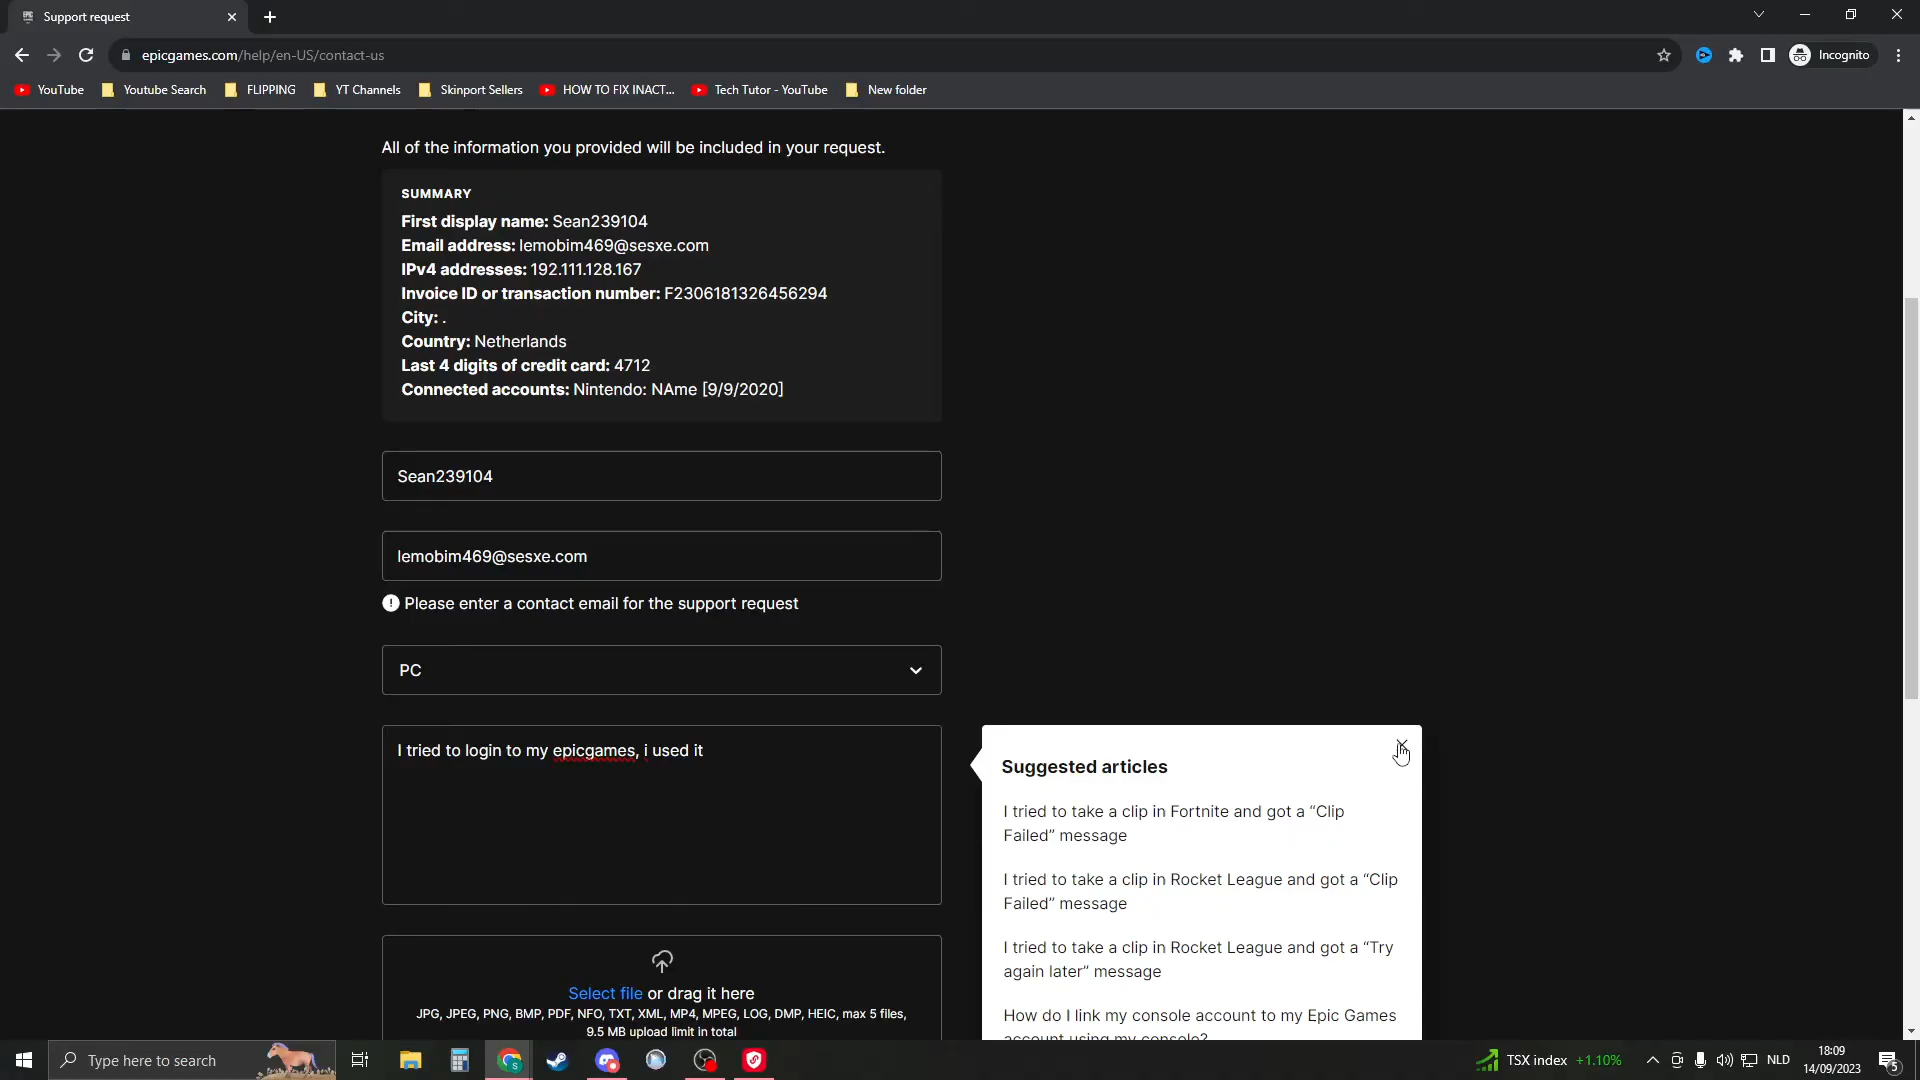 Support request
epicgames.com/help/en-US/contact-us
Incognito
YouTube
Youtube Search
FLIPPING
YT Channels
Skinport Sellers
HOW TO FIX INACT...
Tech Tutor - YouTube
New folder
All of the information you provided will be included in your request.
SUMMARY
First display name: Sean239104
Email address: lemobim469@sesxe.com
IPv4 addresses: 192.111.128.167
Invoice ID or transaction number: F2306181326456294
City: .
Country: Netherlands
Last 4 digits of credit card: 4712
Connected accounts: Nintendo: NAme [9/9/2020]
Sean239104
lemobim469@sesxe.com
Please enter a contact email for the support request
PC
I tried to login to my epicgames, i used it
Suggested articles
I tried to take a clip in Fortnite and got a “Clip
Failed” message
I tried to take a clip in Rocket League and got a “Clip
Failed” message
I tried to take a clip in Rocket League and got a “Try
again later” message
How do I link my console account to my Epic Games
account using my console?
Select file or drag it here
JPG, JPEG, PNG, BMP, PDF, NFO, TXT, XML, MP4, MPEG, LOG, DMP, HEIC, max 5 files,
9.5 MB upload limit in total
Type here to search
TSX index +1.10%
NLD
18:09
14/09/2023
5